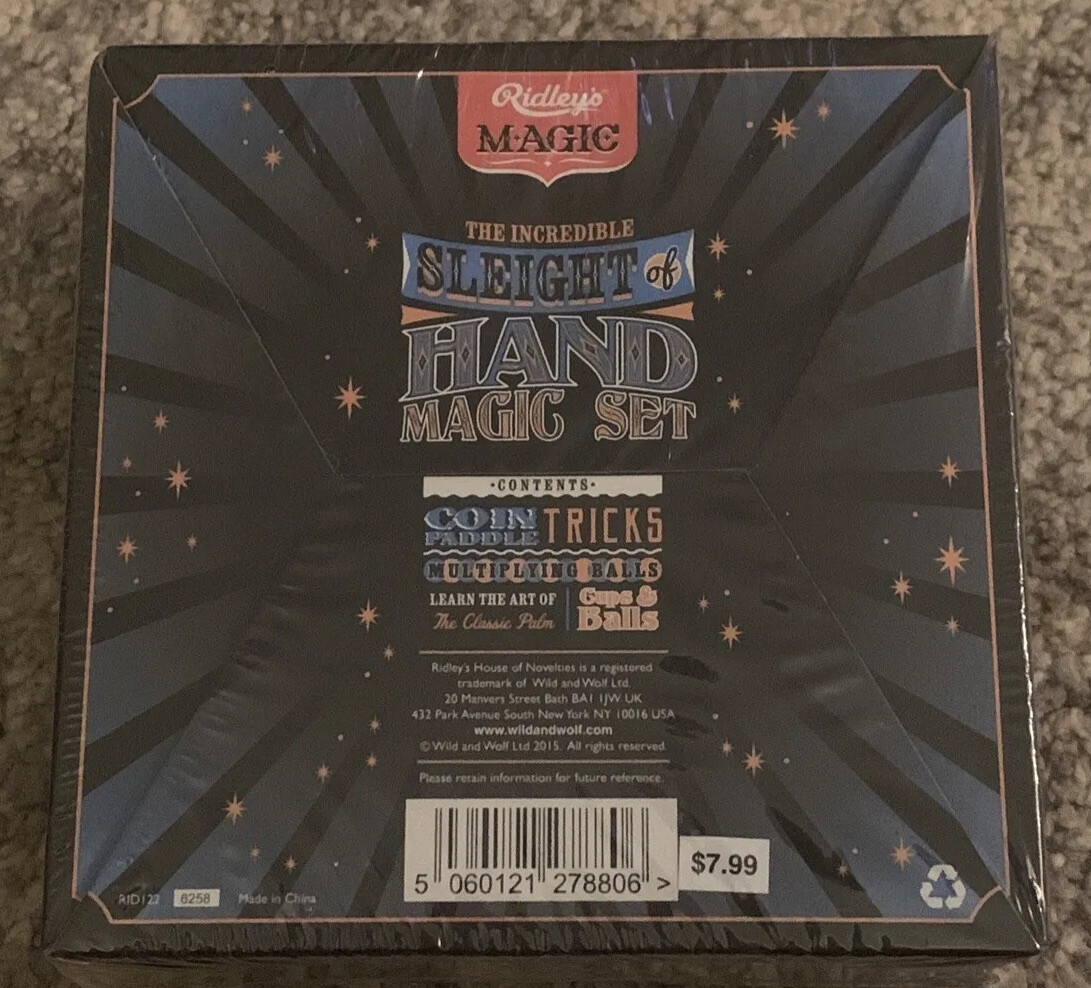 Ridley's
MAGIC
THE INCREDIBLE
SLEIGHT of
HAND
MAGIC SET
·CONTENTS·
COIN PADDLE TRICKS
MULTIPLYING BALLS
LEARN THE ART OF The Classic Palm
Cups & Balls
Ridley's House of Novelties is a registered
trademark of Wild and Wolf Ltd.
20 Manvers Street Bath BA1 1JW UK
432 Park Avenue South New York NY 10016 USA
www.wildandwolf.com
© Wild and Wolf Ltd 2015. All rights reserved.
Please retain information for future reference.
5 060121 278806 >
$7.99
RID122 6258 Made in China